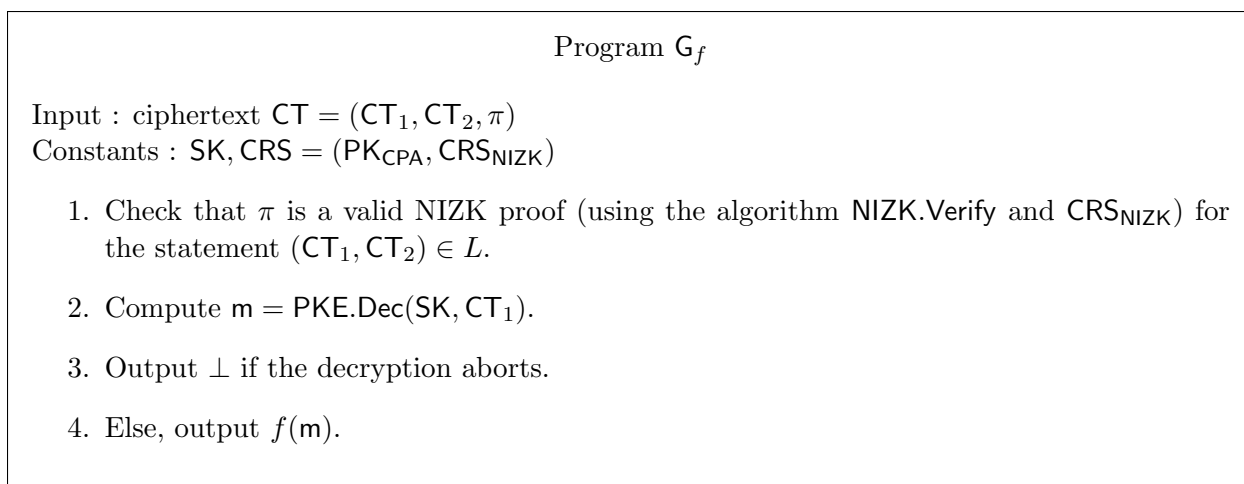 Program G_f
Input : ciphertext CT = (CT_1, CT_2, π)
Constants : SK, CRS = (PK_CPA, CRS_NIZK)
1. Check that π is a valid NIZK proof (using the algorithm NIZK.Verify and CRS_NIZK) for
the statement (CT_1, CT_2) ∈ L.
2. Compute m = PKE.Dec(SK, CT_1).
3. Output ⊥ if the decryption aborts.
4. Else, output f(m).